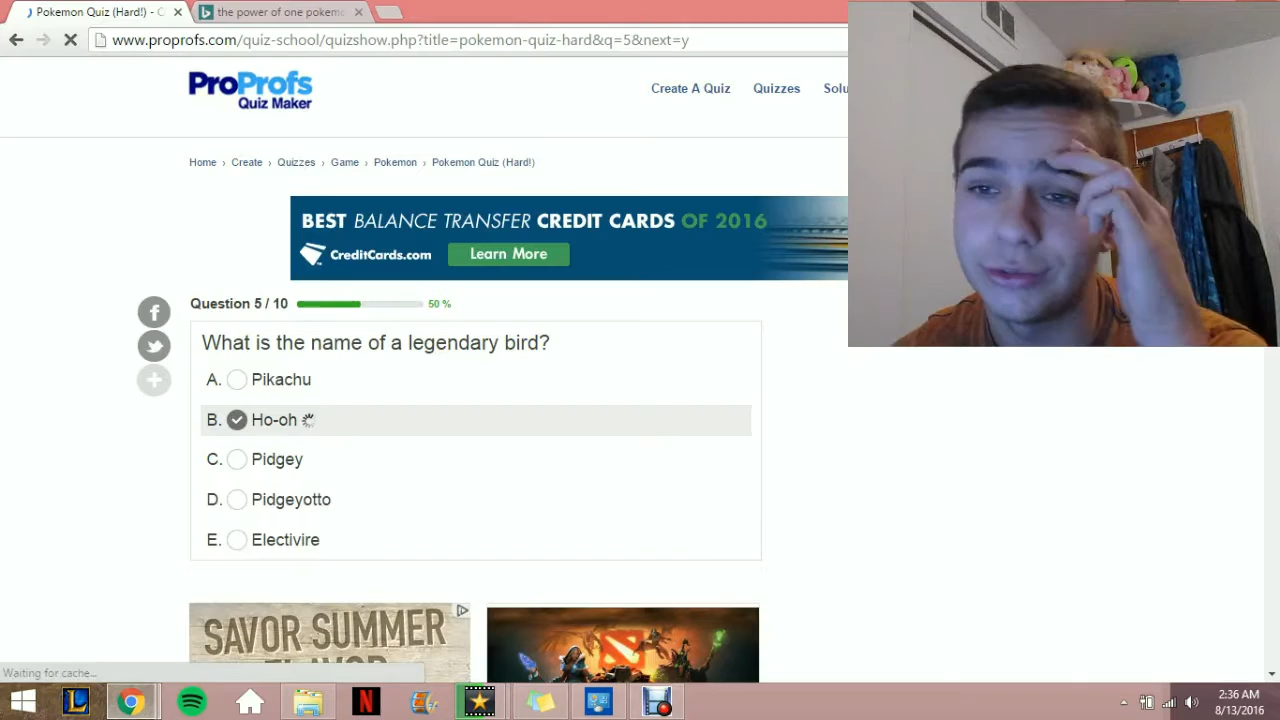 Pokemon Quiz (Hard!) - C
the power of one pokem
www.proprofs.com/quiz-school/quizshow.php?title=pokemon-quiz-hard&q=5&next=y
ProProfs
Quiz Maker
Create A Quiz
Quizzes
Solu
Home › Create › Quizzes › Game › Pokemon › Pokemon Quiz (Hard!)
BEST BALANCE TRANSFER CREDIT CARDS OF 2016
CreditCards.com
Learn More
Question 5 / 10
50 %
What is the name of a legendary bird?
A. Pikachu
B. Ho-oh
C. Pidgey
D. Pidgeyotto
E. Electivire
SAVOR SUMMER
Waiting for cache...
2:36 AM
8/13/2016